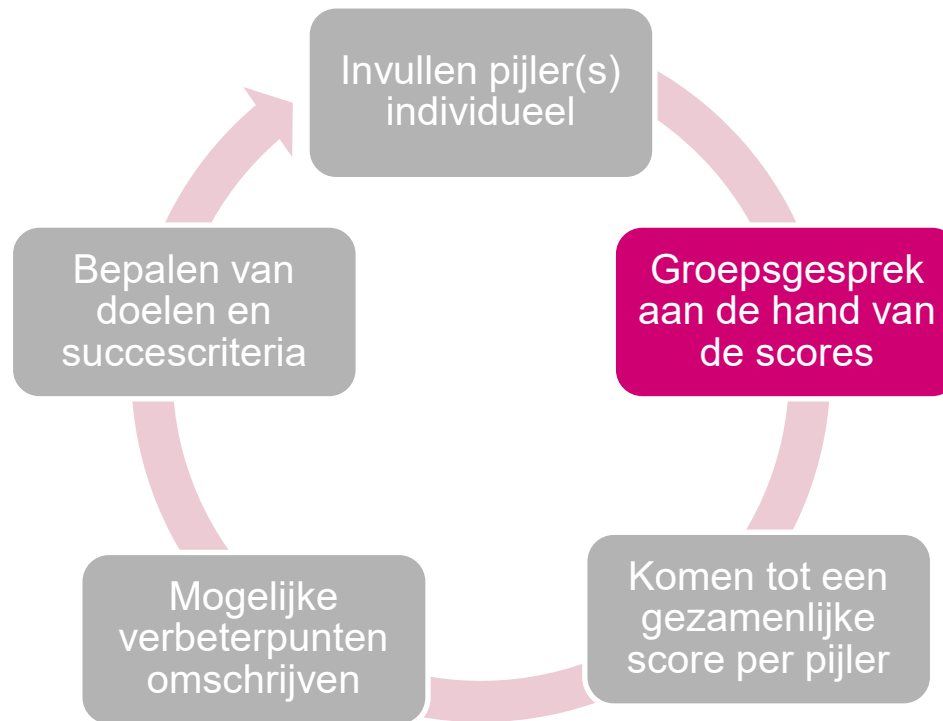 Invullen pijler(s)
individueel
Groepsgesprek
aan de hand van
de scores
Komen tot een
gezamenlijke
score per pijler
Mogelijke
verbeterpunten
omschrijven
Bepalen van
doelen en
succescriteria